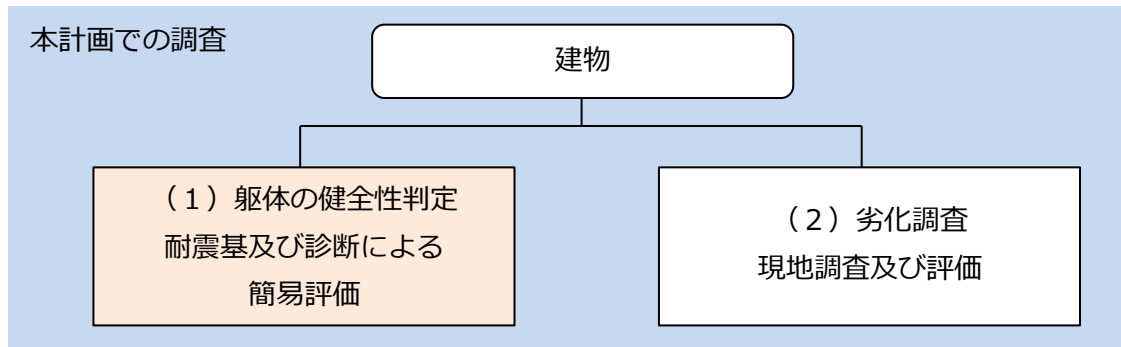 本計画での調査
建物
（１）躯体の健全性判定
耐震基及び診断による
簡易評価
（２）劣化調査
現地調査及び評価